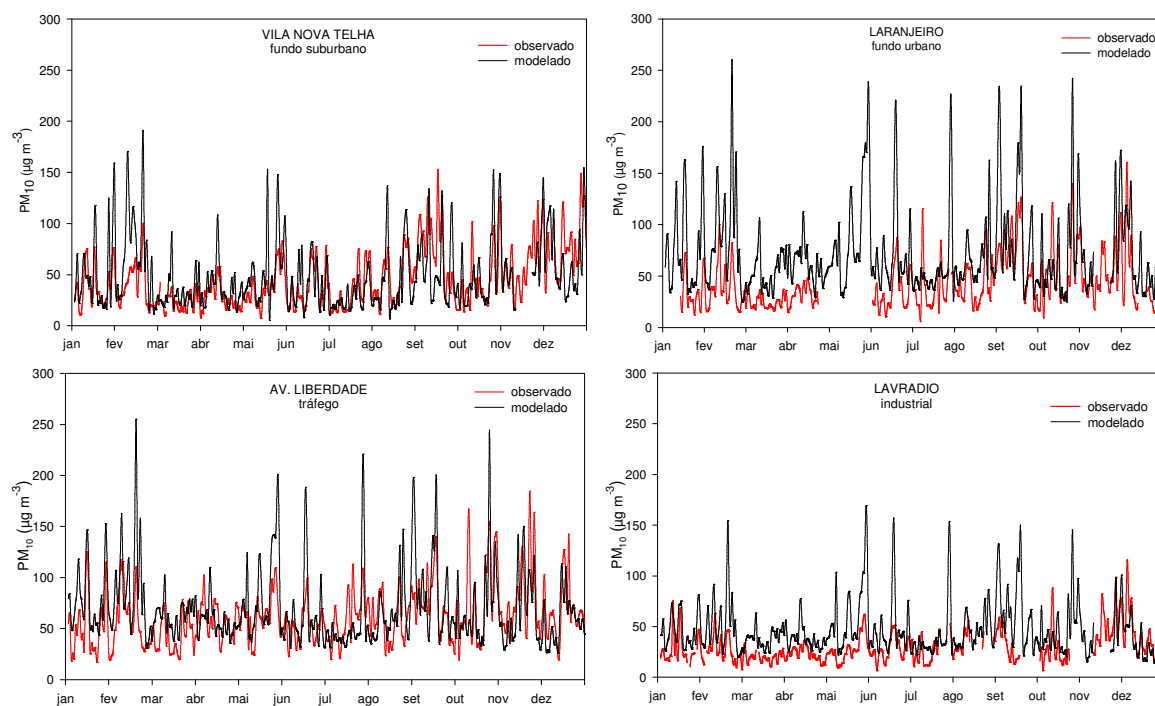 300
250
200
150
100
50
0
PM10 (µg m−3)
VILA NOVA TELHA
fundo suburbano
observado
modelado
jan fev mar abr mai jun jul ago set out nov dez
300
250
200
150
100
50
0
PM10 (µg m−3)
LARANJEIRO
fundo urbano
observado
modelado
jan fev mar abr mai jun jul ago set out nov dez
300
250
200
150
100
50
0
PM10 (µg m−3)
AV. LIBERDADE
tráfego
observado
modelado
jan fev mar abr mai jun jul ago set out nov dez
300
250
200
150
100
50
0
PM10 (µg m−3)
LAVRADIO
industrial
observado
modelado
jan fev mar abr mai jun jul ago set out nov dez